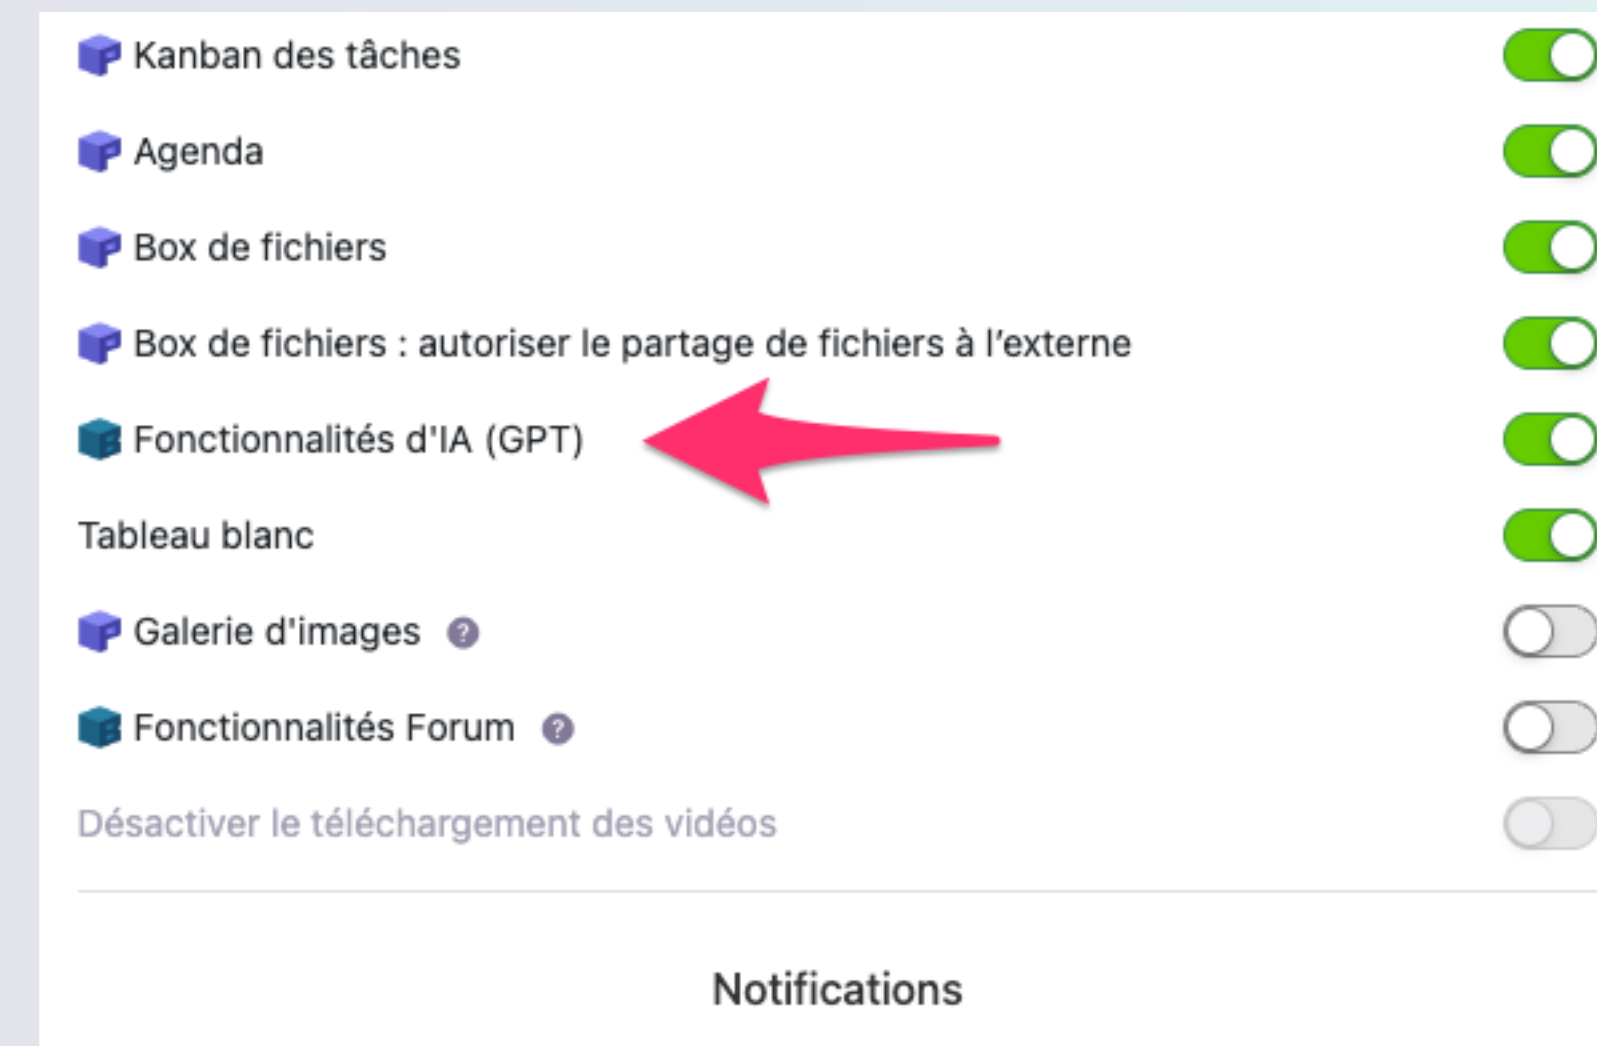 Kanban des tâches
Agenda
Box de fichiers
Box de fichiers : autoriser le partage de fichiers à l’externe
Fonctionnalités d'IA (GPT)
Tableau blanc
Galerie d'images ?
Fonctionnalités Forum ?
Désactiver le téléchargement des vidéos
Notifications